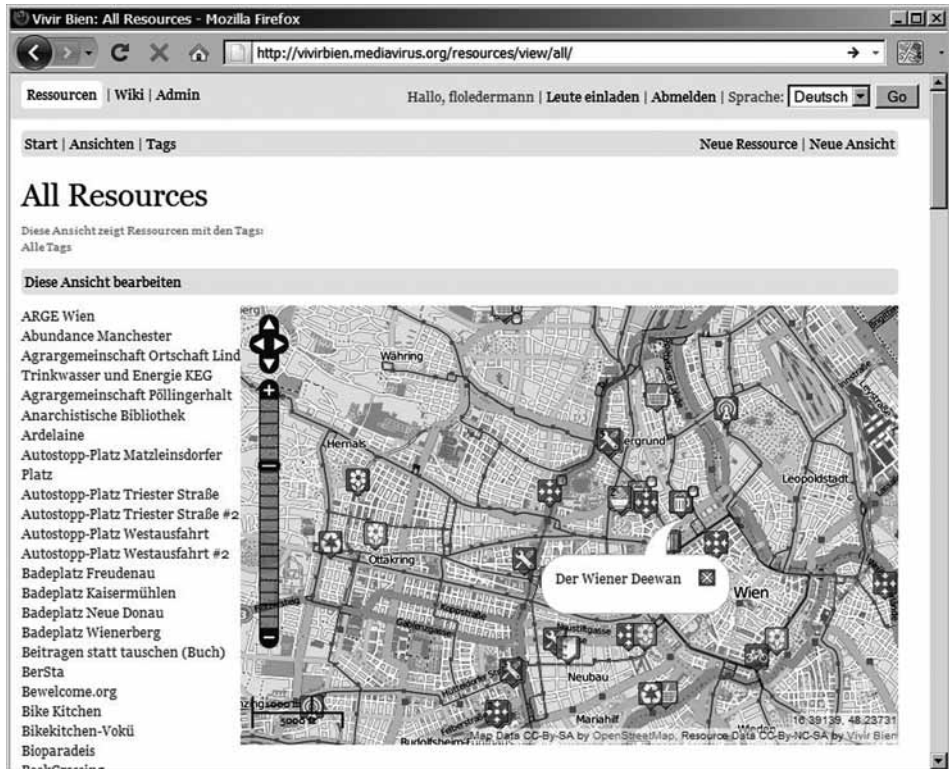 Vivir Bien: All Resources - Mozilla Firefox
http://vivirbien.mediavirus.org/resources/view/all/
Ressourcen | Wiki | Admin
Hallo, floledermann | Leute einladen | Abmelden | Sprache: Deutsch Go
Start | Ansichten | Tags
Neue Ressource | Neue Ansicht
All Resources
Diese Ansicht zeigt Ressourcen mit den Tags:
Alle Tags
Diese Ansicht bearbeiten
ARGE Wien
Abundance Manchester
Agrargemeinschaft Ortschaft Lind
Trinkwasser und Energie KEG
Agrargemeinschaft Pöllingerhalt
Anarchistische Bibliothek
Ardelaine
Autostopp-Platz Matzleinsdorfer
Platz
Autostopp-Platz Triester Straße
Autostopp-Platz Triester Straße #2
Autostopp-Platz Westausfahrt
Autostopp-Platz Westausfahrt #2
Badeplatz Freudenau
Badeplatz Kaisermühlen
Badeplatz Neue Donau
Badeplatz Wienerberg
Beitragen statt tauschen (Buch)
BerSta
Bewelcome.org
Bike Kitchen
Bikekitchen-Vokü
Bioparadeis
BookCrossing
Währing
Hernals
ergrund
Leopoldstadt
Ottakring
Der Wiener Deewan
Wien
Koppstraße
Gablenzgasse
Neustiftgasse
Neubau
Mariahilf
Wieden
5000 ft
16.39139, 48.23731
Map Data CC-By-SA by OpenStreetMap, Resource Data CC-By-NC-SA by Vivir Bien